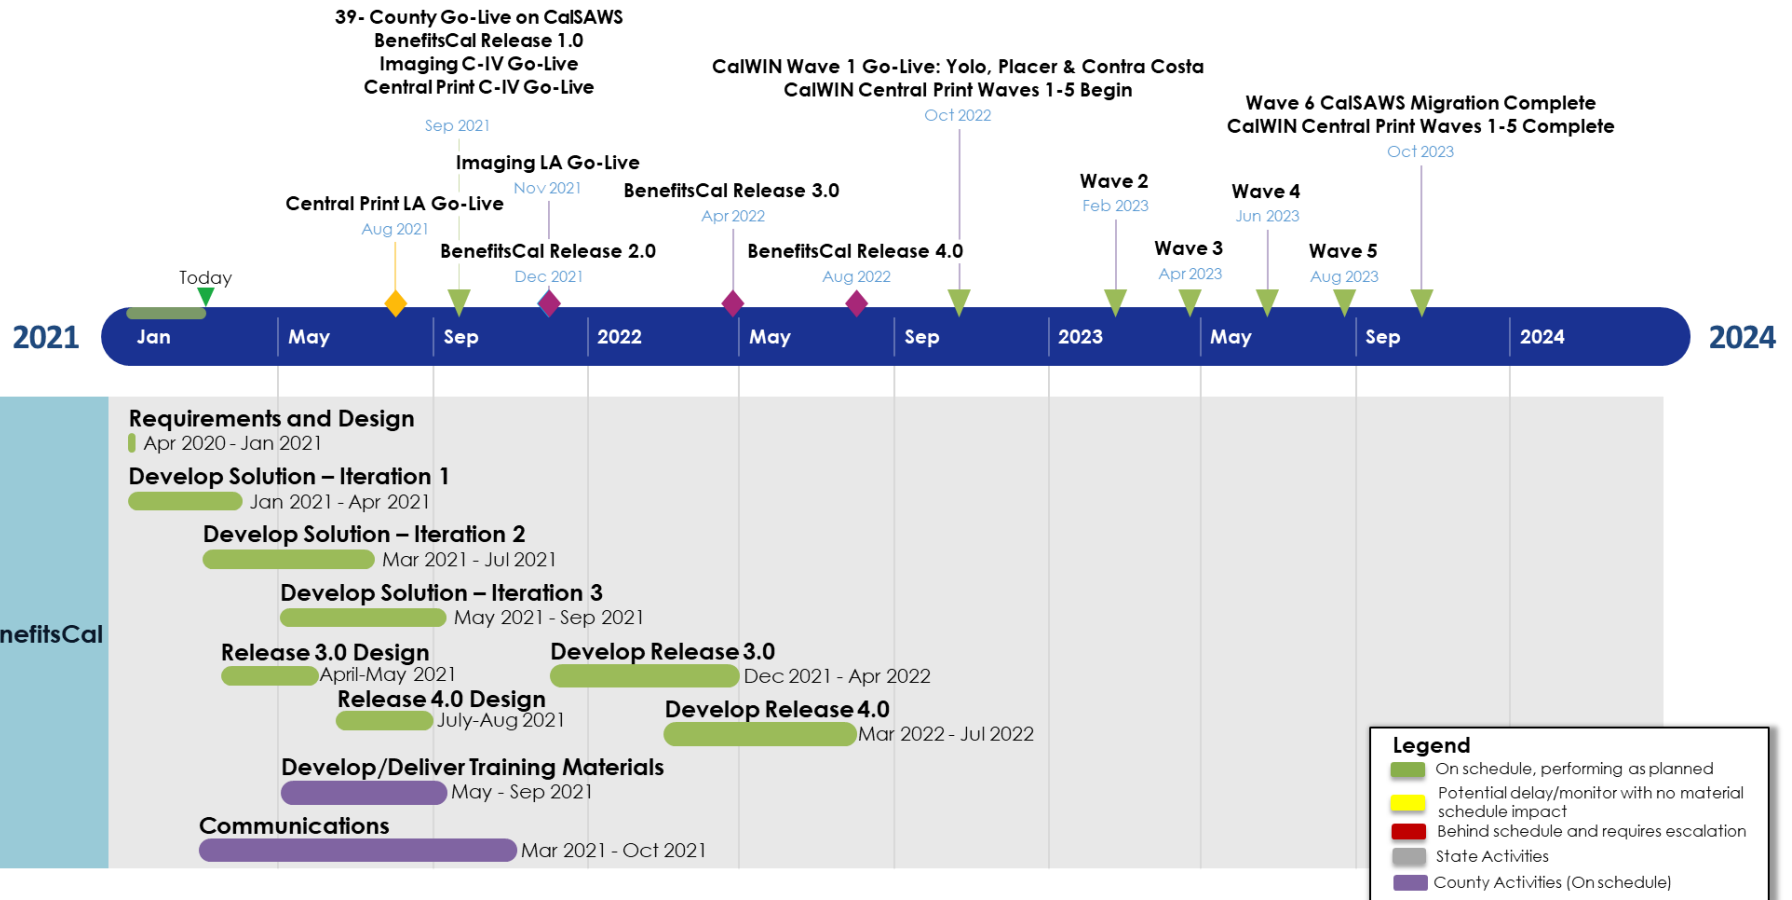 39- County Go-Live on CalSAWS
BenefitsCal Release 1.0
Imaging C-IV Go-Live
Central Print C-IV Go-Live
Sep 2021
CalWIN Wave 1 Go-Live: Yolo, Placer & Contra Costa
CalWIN Central Print Waves 1-5 Begin
Oct 2022
Wave 6 CalSAWS Migration Complete
CalWIN Central Print Waves 1-5 Complete
Oct 2023
Imaging LA Go-Live
Nov 2021
BenefitsCal Release 3.0
Apr 2022
Wave 2
Feb 2023
Wave 4
Jun 2023
Central Print LA Go-Live
Aug 2021
BenefitsCal Release 2.0
Dec 2021
BenefitsCal Release 4.0
Aug 2022
Wave 3
Apr 2023
Wave 5
Aug 2023
Today
2021
Jan
May
Sep
2022
May
Sep
2023
May
Sep
2024
2024
nefitsCal
Requirements and Design
Apr 2020 - Jan 2021
Develop Solution – Iteration 1
Jan 2021 - Apr 2021
Develop Solution – Iteration 2
Mar 2021 - Jul 2021
Develop Solution – Iteration 3
May 2021 - Sep 2021
Release 3.0 Design
April-May 2021
Develop Release 3.0
Dec 2021 - Apr 2022
Release 4.0 Design
July-Aug 2021
Develop Release 4.0
Mar 2022 - Jul 2022
Develop/Deliver Training Materials
May - Sep 2021
Communications
Mar 2021 - Oct 2021
Legend
On schedule, performing as planned
Potential delay/monitor with no material
schedule impact
Behind schedule and requires escalation
State Activities
County Activities (On schedule)